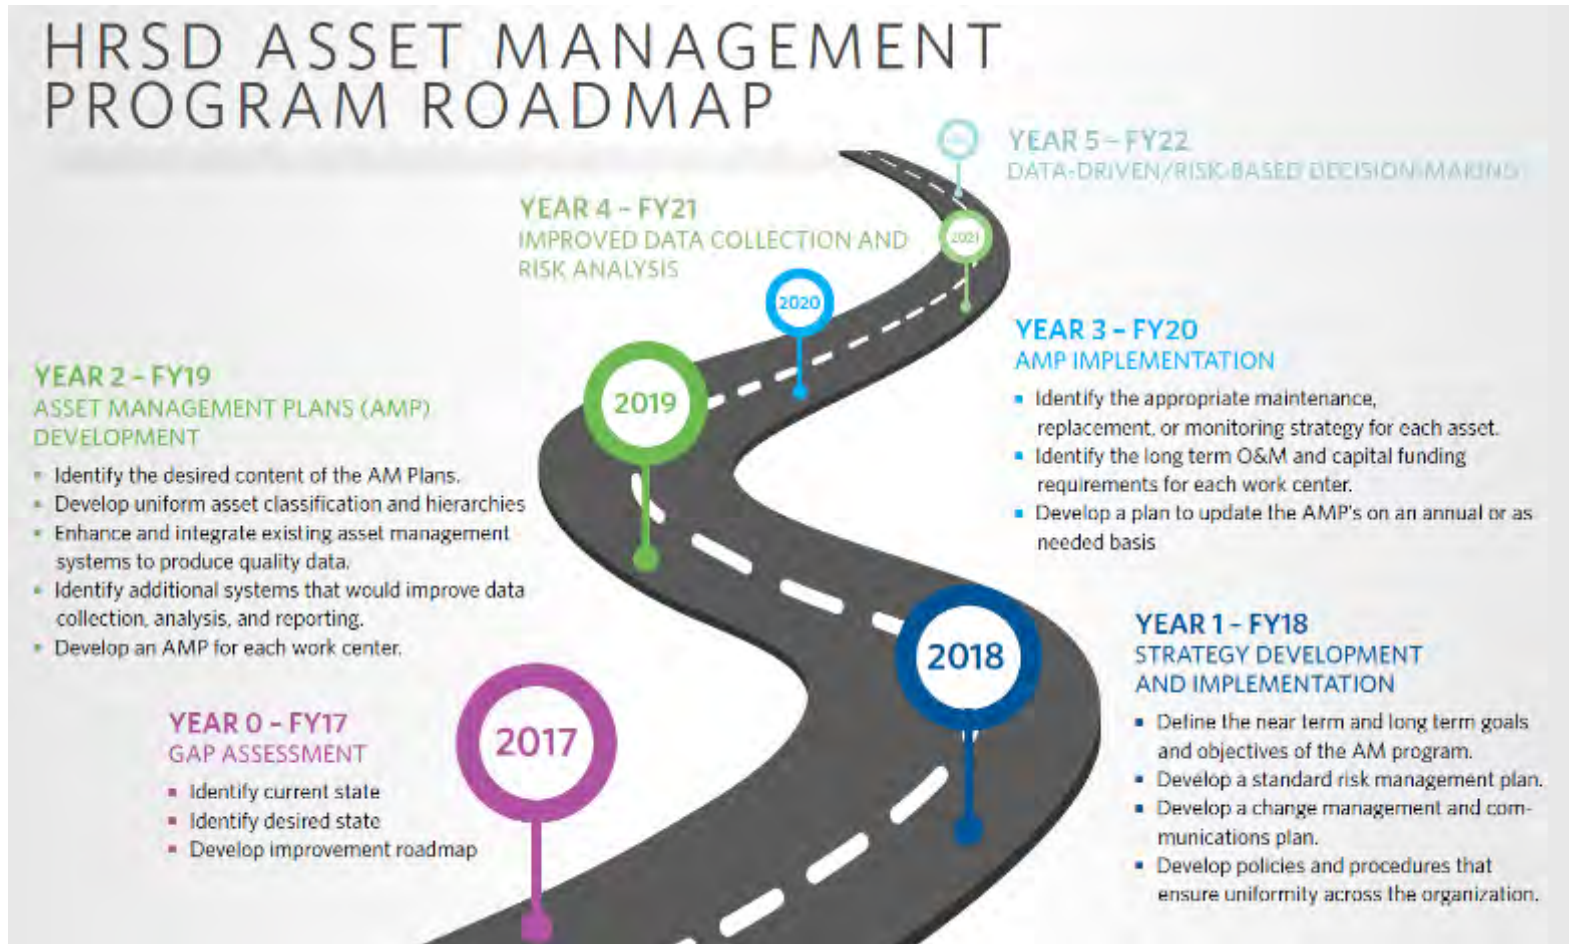 HRSD ASSET MANAGEMENT
PROGRAM ROADMAP
YEAR 5 – FY22
DATA-DRIVEN/RISK-BASED DECISION-MAKING
YEAR 4 – FY21
IMPROVED DATA COLLECTION AND
RISK ANALYSIS
2021
2020
YEAR 3 – FY20
AMP IMPLEMENTATION
▪ Identify the appropriate maintenance,
replacement, or monitoring strategy for each asset.
▪ Identify the long term O&M and capital funding
requirements for each work center.
▪ Develop a plan to update the AMP's on an annual or as
needed basis
2019
YEAR 2 – FY19
ASSET MANAGEMENT PLANS (AMP)
DEVELOPMENT
▪ Identify the desired content of the AM Plans.
▪ Develop uniform asset classification and hierarchies
▪ Enhance and integrate existing asset management
systems to produce quality data.
▪ Identify additional systems that would improve data
collection, analysis, and reporting.
▪ Develop an AMP for each work center.
2018
YEAR 1 – FY18
STRATEGY DEVELOPMENT
AND IMPLEMENTATION
▪ Define the near term and long term goals
and objectives of the AM program.
▪ Develop a standard risk management plan.
▪ Develop a change management and com-
munications plan.
▪ Develop policies and procedures that
ensure uniformity across the organization.
YEAR 0 – FY17
GAP ASSESSMENT
▪ Identify current state
▪ Identify desired state
▪ Develop improvement roadmap
2017